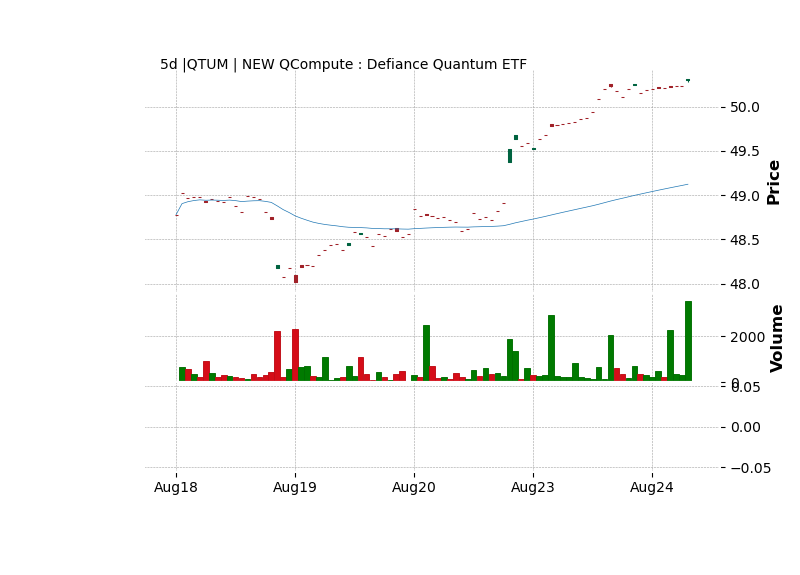 5d |QTUM | NEW QCompute : Defiance Quantum ETF
50.0
49.5
49.0
48.5
48.0
Price
2000
0
Volume
0.05
0.00
−0.05
Aug18 Aug19 Aug20 Aug23 Aug24